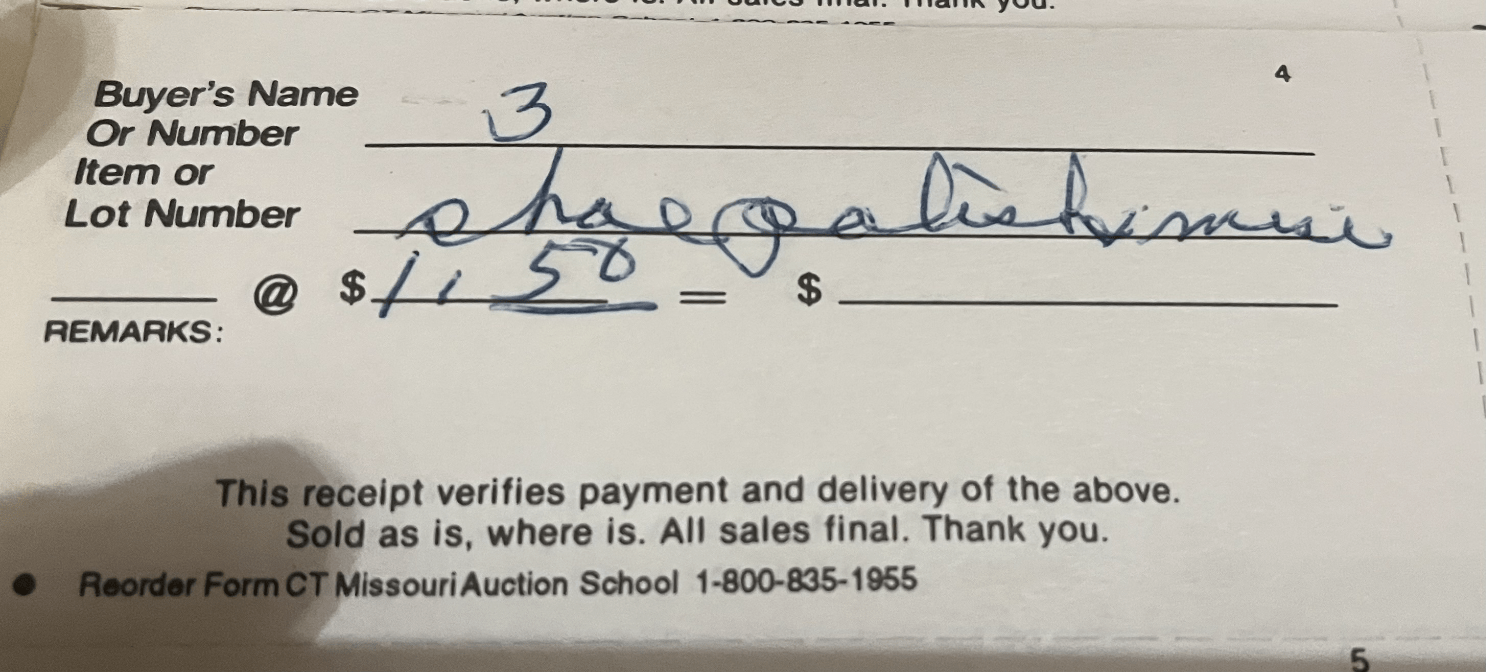 4
Buyer's Name
Or Number 3
Item or
Lot Number
@ $ 11.50 = $
REMARKS:
This receipt verifies payment and delivery of the above.
Sold as is, where is. All sales final. Thank you.
● Reorder Form CT Missouri Auction School 1-800-835-1955
5